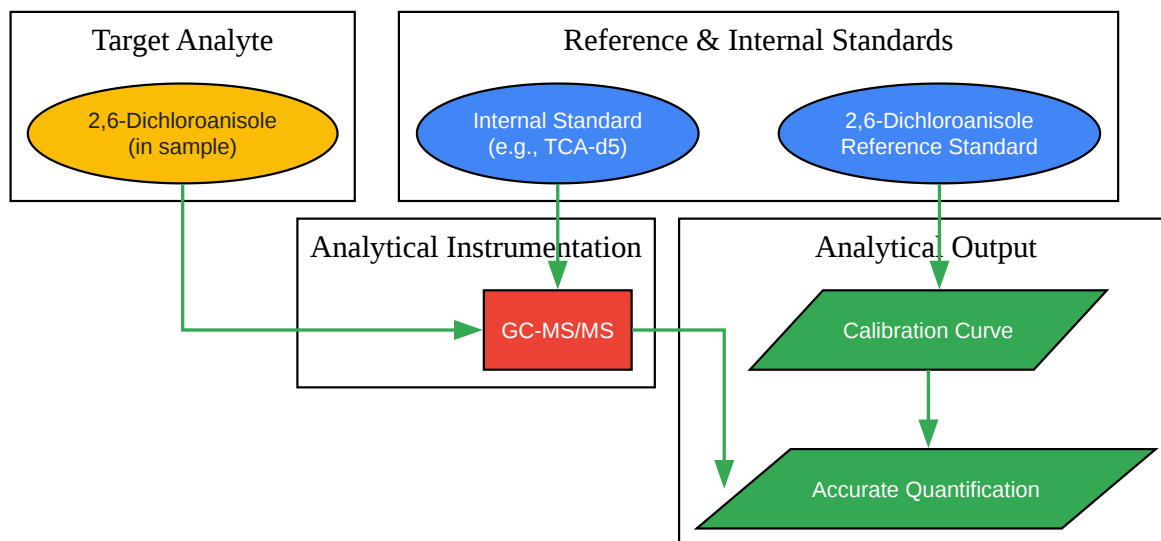 Target Analyte
2,6-Dichloroanisole
(in sample)
Reference & Internal Standards
Internal Standard
(e.g., TCA-d5)
2,6-Dichloroanisole
Reference Standard
Analytical Instrumentation
GC-MS/MS
Analytical Output
Calibration Curve
Accurate Quantification